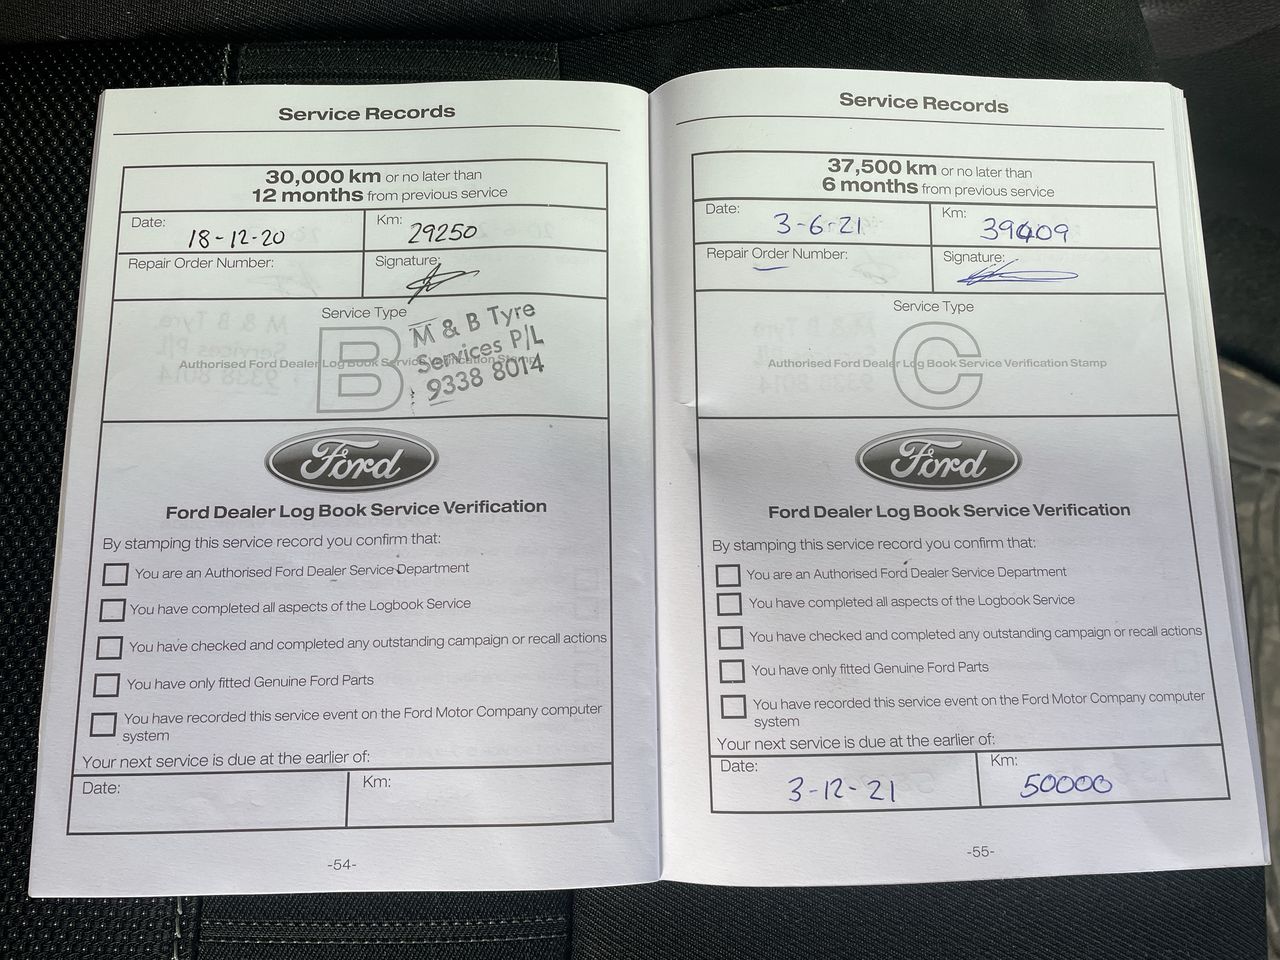 Service Records
30,000 km or no later than
12 months from previous service
Date:
18-12-20
Km:
29250
Repair Order Number:
Signature:
Service Type
B
Authorised Ford Dealer Log Book Service
M & B Tyre
Services P/L
9338 8014
Ford
Ford Dealer Log Book Service Verification
By stamping this service record you confirm that:
You are an Authorised Ford Dealer Service Department
You have completed all aspects of the Logbook Service
You have checked and completed any outstanding campaign or recall actions
You have only fitted Genuine Ford Parts
You have recorded this service event on the Ford Motor Company computer
system
Your next service is due at the earlier of:
Date:
Km:
-54-
Service Records
37,500 km or no later than
6 months from previous service
Date:
3-6-21
Km:
39409
Repair Order Number:
Signature:
Service Type
C
Authorised Ford Dealer Log Book Service Verification Stamp
Ford
Ford Dealer Log Book Service Verification
By stamping this service record you confirm that:
You are an Authorised Ford Dealer Service Department
You have completed all aspects of the Logbook Service
You have checked and completed any outstanding campaign or recall actions
You have only fitted Genuine Ford Parts
You have recorded this service event on the Ford Motor Company computer
system
Your next service is due at the earlier of:
Date:
3-12-21
Km:
50000
-55-